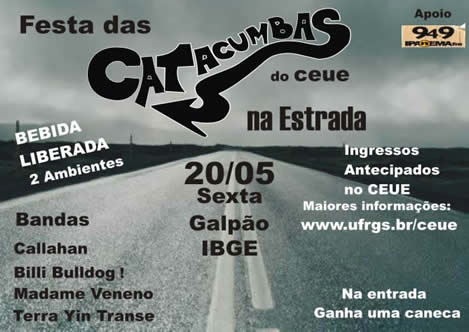 Festa das
CATACUMBAS
do ceue
na Estrada
Apoio
949
IPANEMA FM
BEBIDA
LIBERADA
2 Ambientes
20/05
Sexta
Galpão
IBGE
Ingressos
Antecipados
no CEUE
Maiores informações:
www.ufrgs.br/ceue
Bandas
Callahan
Billi Bulldog !
Madame Veneno
Terra Yin Transe
Na entrada
Ganha uma caneca